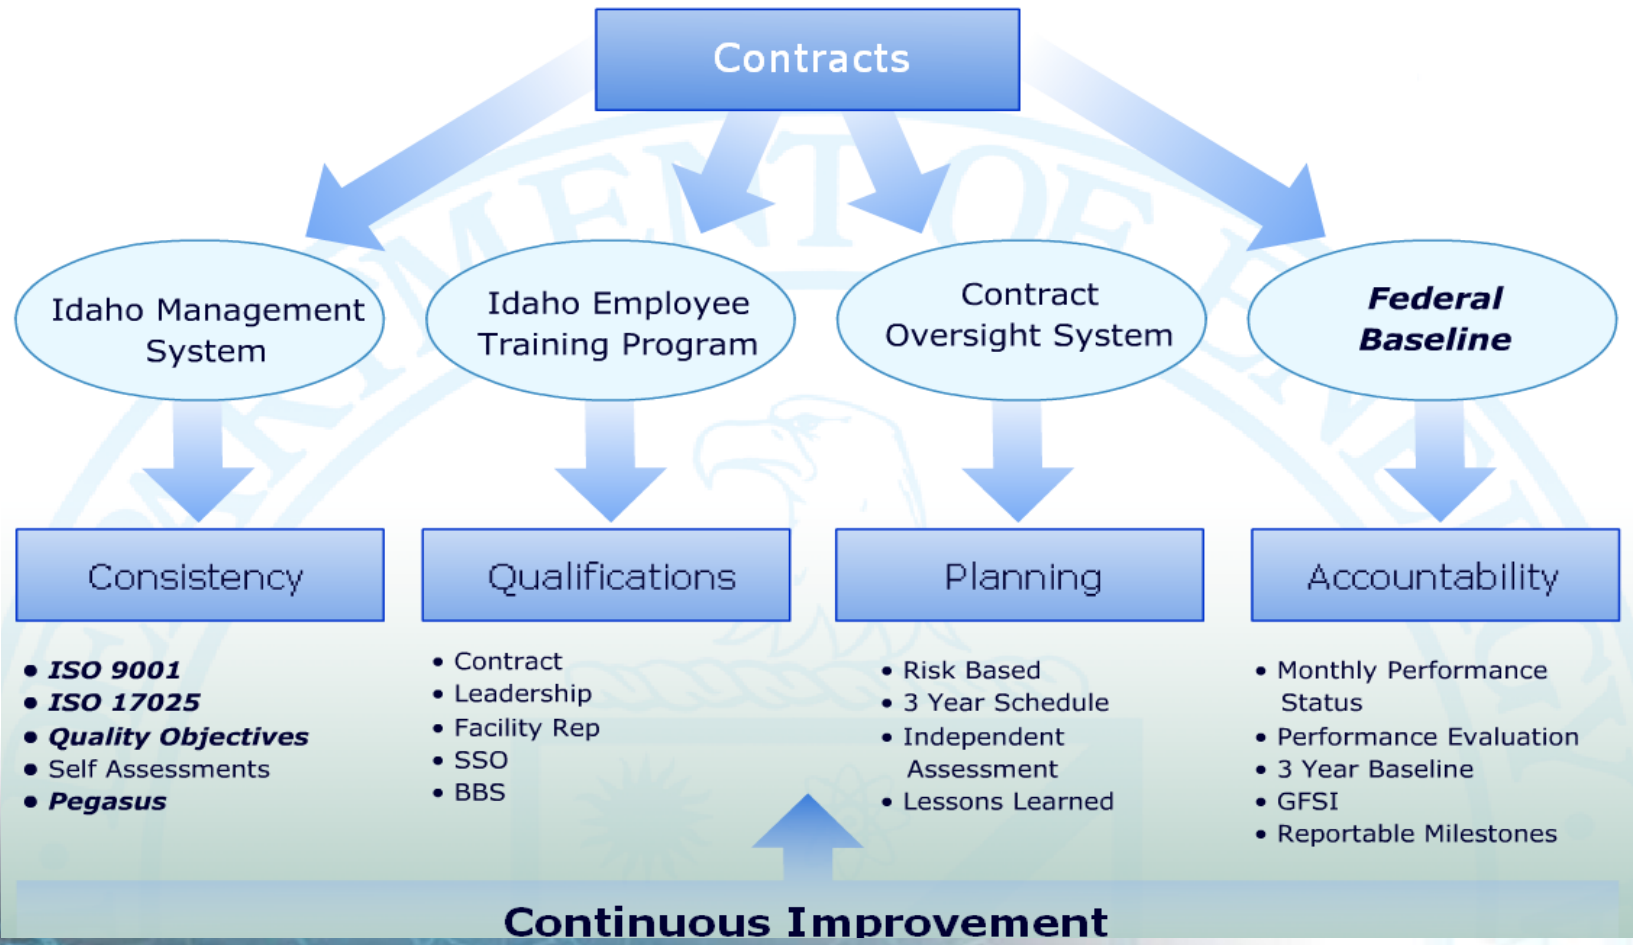 Contracts
Idaho Management
System
Idaho Employee
Training Program
Contract
Oversight System
Federal
Baseline
Consistency
Qualifications
Planning
Accountability
• ISO 9001
• ISO 17025
• Quality Objectives
• Self Assessments
• Pegasus
• Contract
• Leadership
• Facility Rep
• SSO
• BBS
• Risk Based
• 3 Year Schedule
• Independent
Assessment
• Lessons Learned
• Monthly Performance
Status
• Performance Evaluation
• 3 Year Baseline
• GFSI
• Reportable Milestones
Continuous Improvement